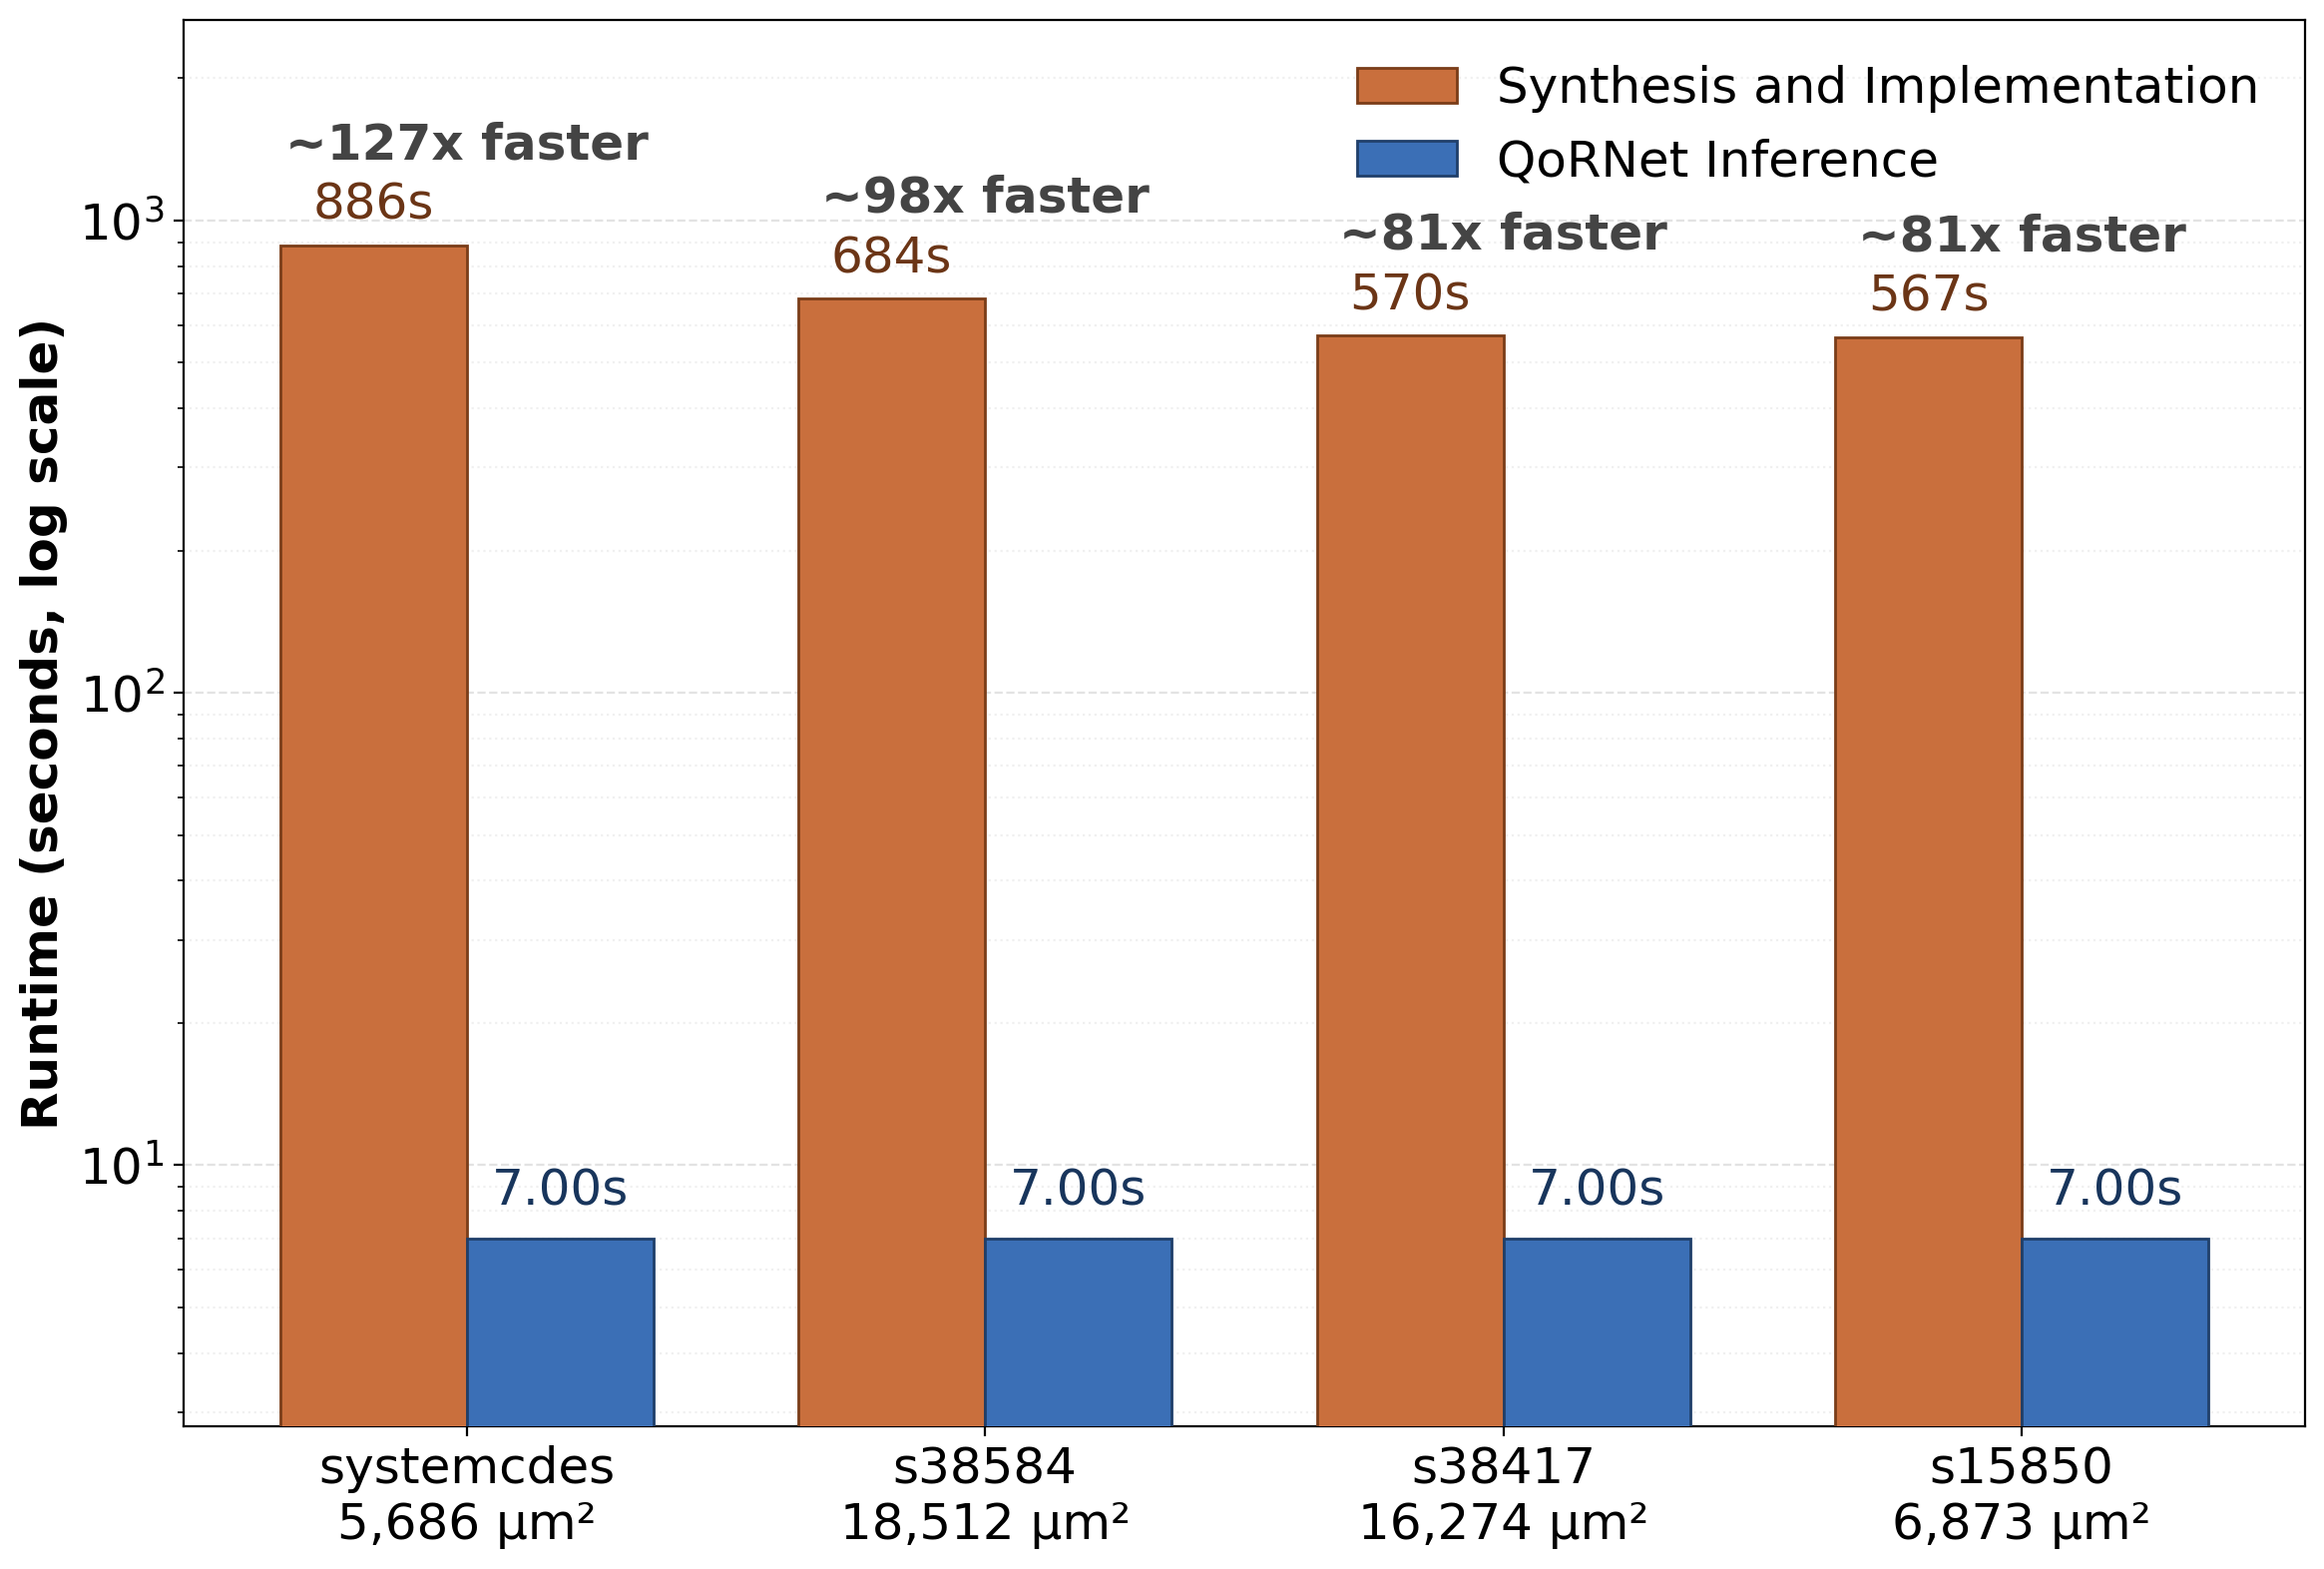 Synthesis and Implementation
QoRNet Inference
~127x faster
886s
~98x faster
684s
~81x faster
570s
~81x faster
567s
10³
10²
10¹
Runtime (seconds, log scale)
7.00s
7.00s
7.00s
7.00s
systemcdes
5,686 µm²
s38584
18,512 µm²
s38417
16,274 µm²
s15850
6,873 µm²